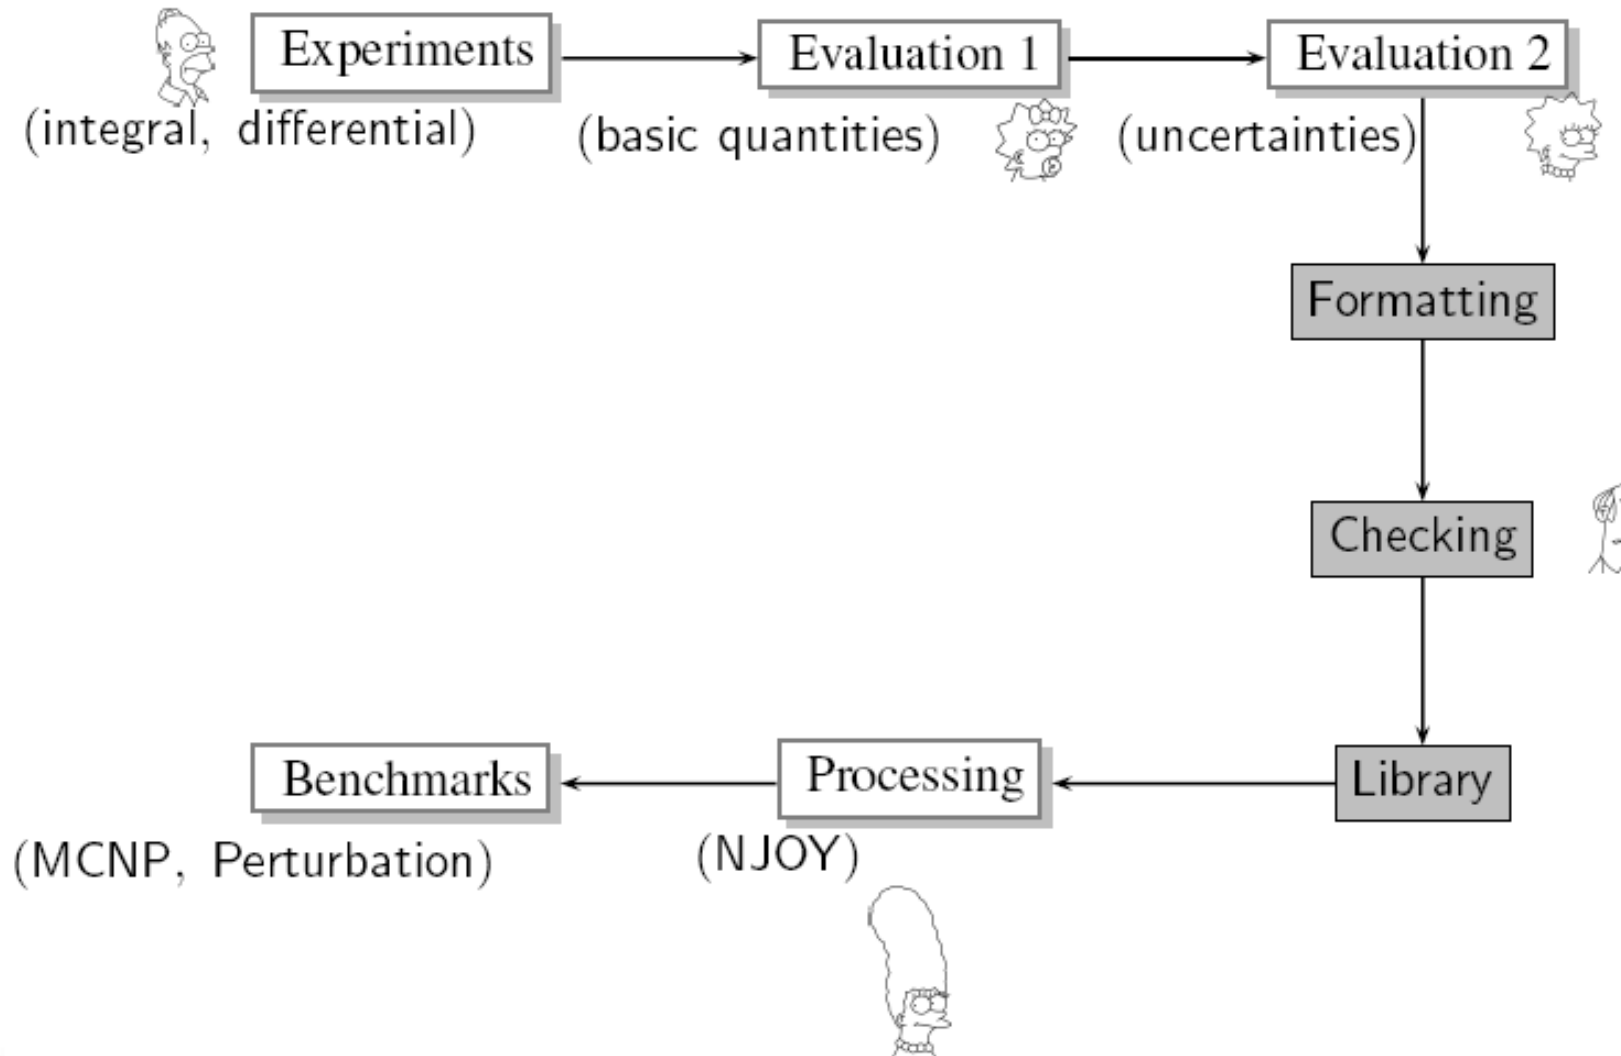 Experiments
Evaluation 1
Evaluation 2
(integral, differential)
(basic quantities)
(uncertainties)
Formatting
Checking
Library
Processing
Benchmarks
(NJOY)
(MCNP, Perturbation)